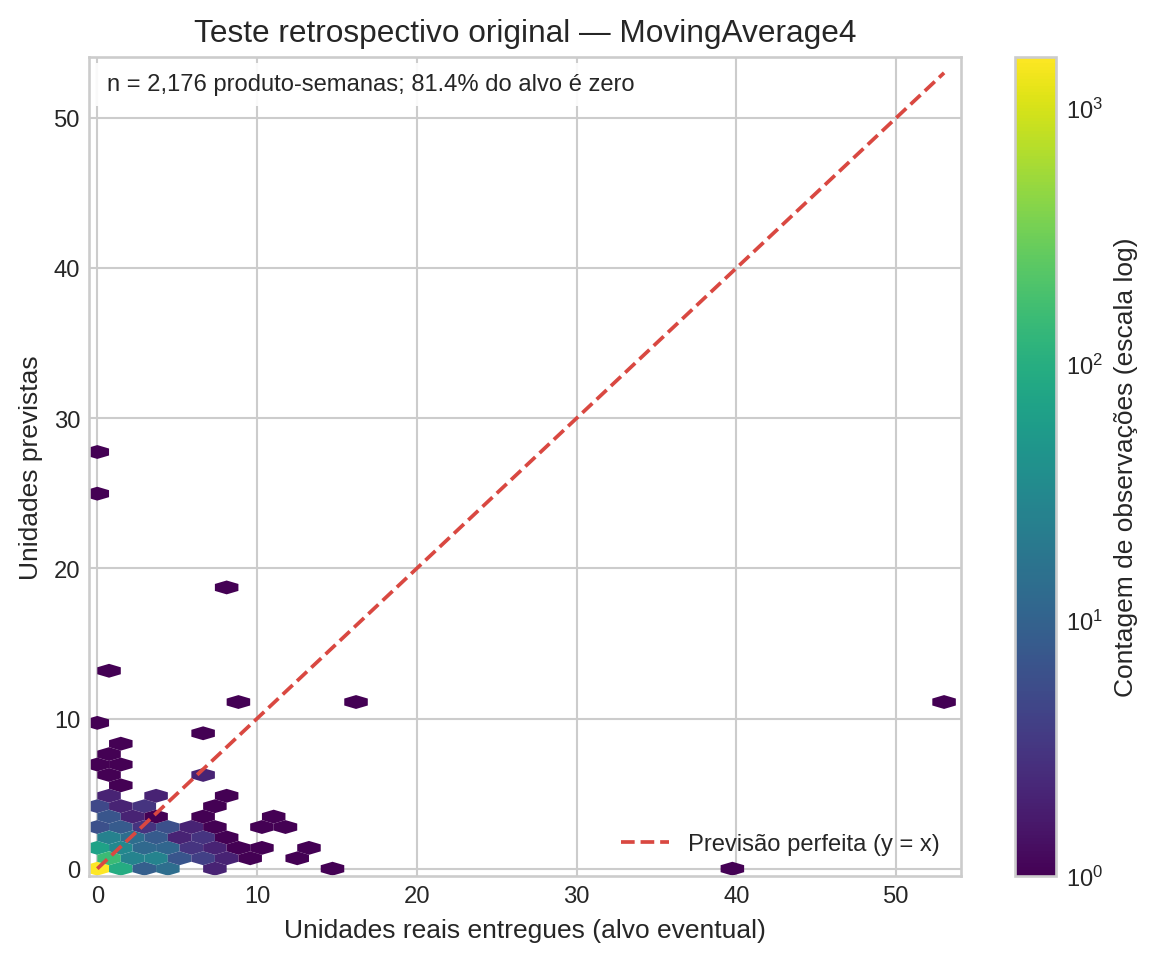 Teste retrospectivo original — MovingAverage4
n = 2,176 produto-semanas; 81.4% do alvo é zero
Unidades previstas
50
40
30
20
10
0
0 10 20 30 40 50
Unidades reais entregues (alvo eventual)
Previsão perfeita (y = x)
10³
10²
10¹
10⁰
Contagem de observações (escala log)